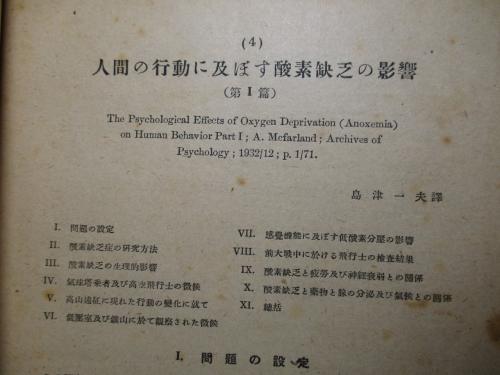 (4)
人間の行動に及ぼす酸素缺乏の影響
(第 I 篇)
The Psychological Effects of Oxygen Deprivation (Anoxemia)
on Human Behavior Part I ; A. Mcfarland ; Archives of
Psychology ; 1932/12 ; p. 1/71.
島津一夫譯
I. 問題の設定
II. 酸素缺乏症の研究方法
III. 酸素缺乏の生理的影響
IV. 氣球塔乘者及び高空飛行士の徴候
V. 高山遠征に現れた行動の變化に就て
VI. 低壓室及び鑛山に於て觀察された徴候
VII. 感覺機能に及ぼす低酸素分壓の影響
VIII. 前大戰中に於ける飛行士の檢査結果
IX. 酸素缺乏と疲勞及び神經衰弱との關係
X. 酸素缺乏と藥物と腺の分泌及び氣候との關係
XI. 總括
I. 問題の設定